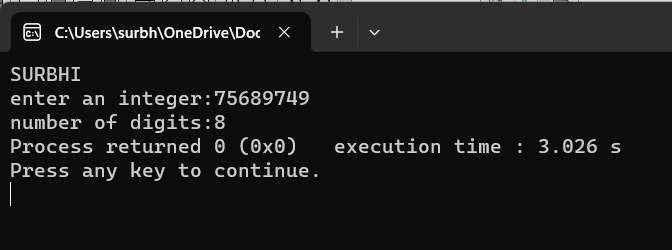 C:\Users\surbh\OneDrive\Doc
SURBHI
enter an integer:75689749
number of digits:8
Process returned 0 (0x0)   execution time : 3.026 s
Press any key to continue.